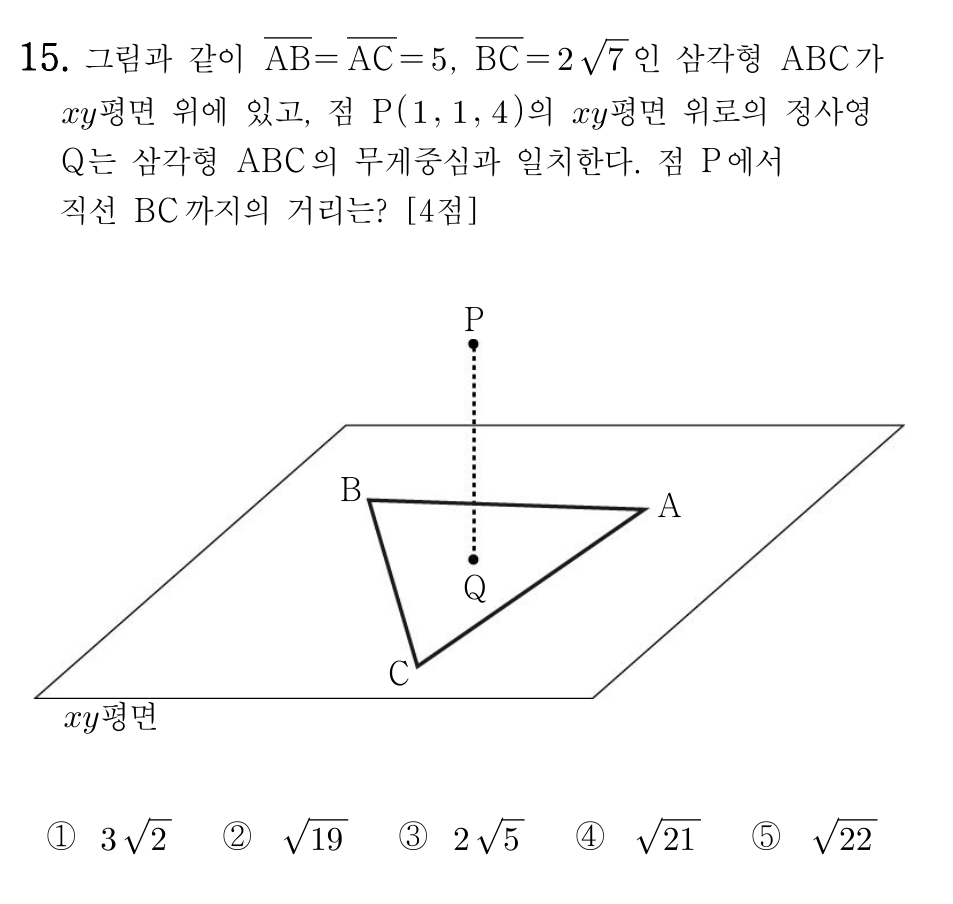 15. 그림과 같이 AB=AC=5, BC=2√7인 삼각형 ABC가
xy평면 위에 있고, 점 P(1, 1, 4)의 xy평면 위로의 정사영
Q는 삼각형 ABC의 무게중심과 일치한다. 점 P에서
직선 BC까지의 거리는? [4점]
P
B
A
Q
C
xy평면
① 3√2 ② √19 ③ 2√5 ④ √21 ⑤ √22